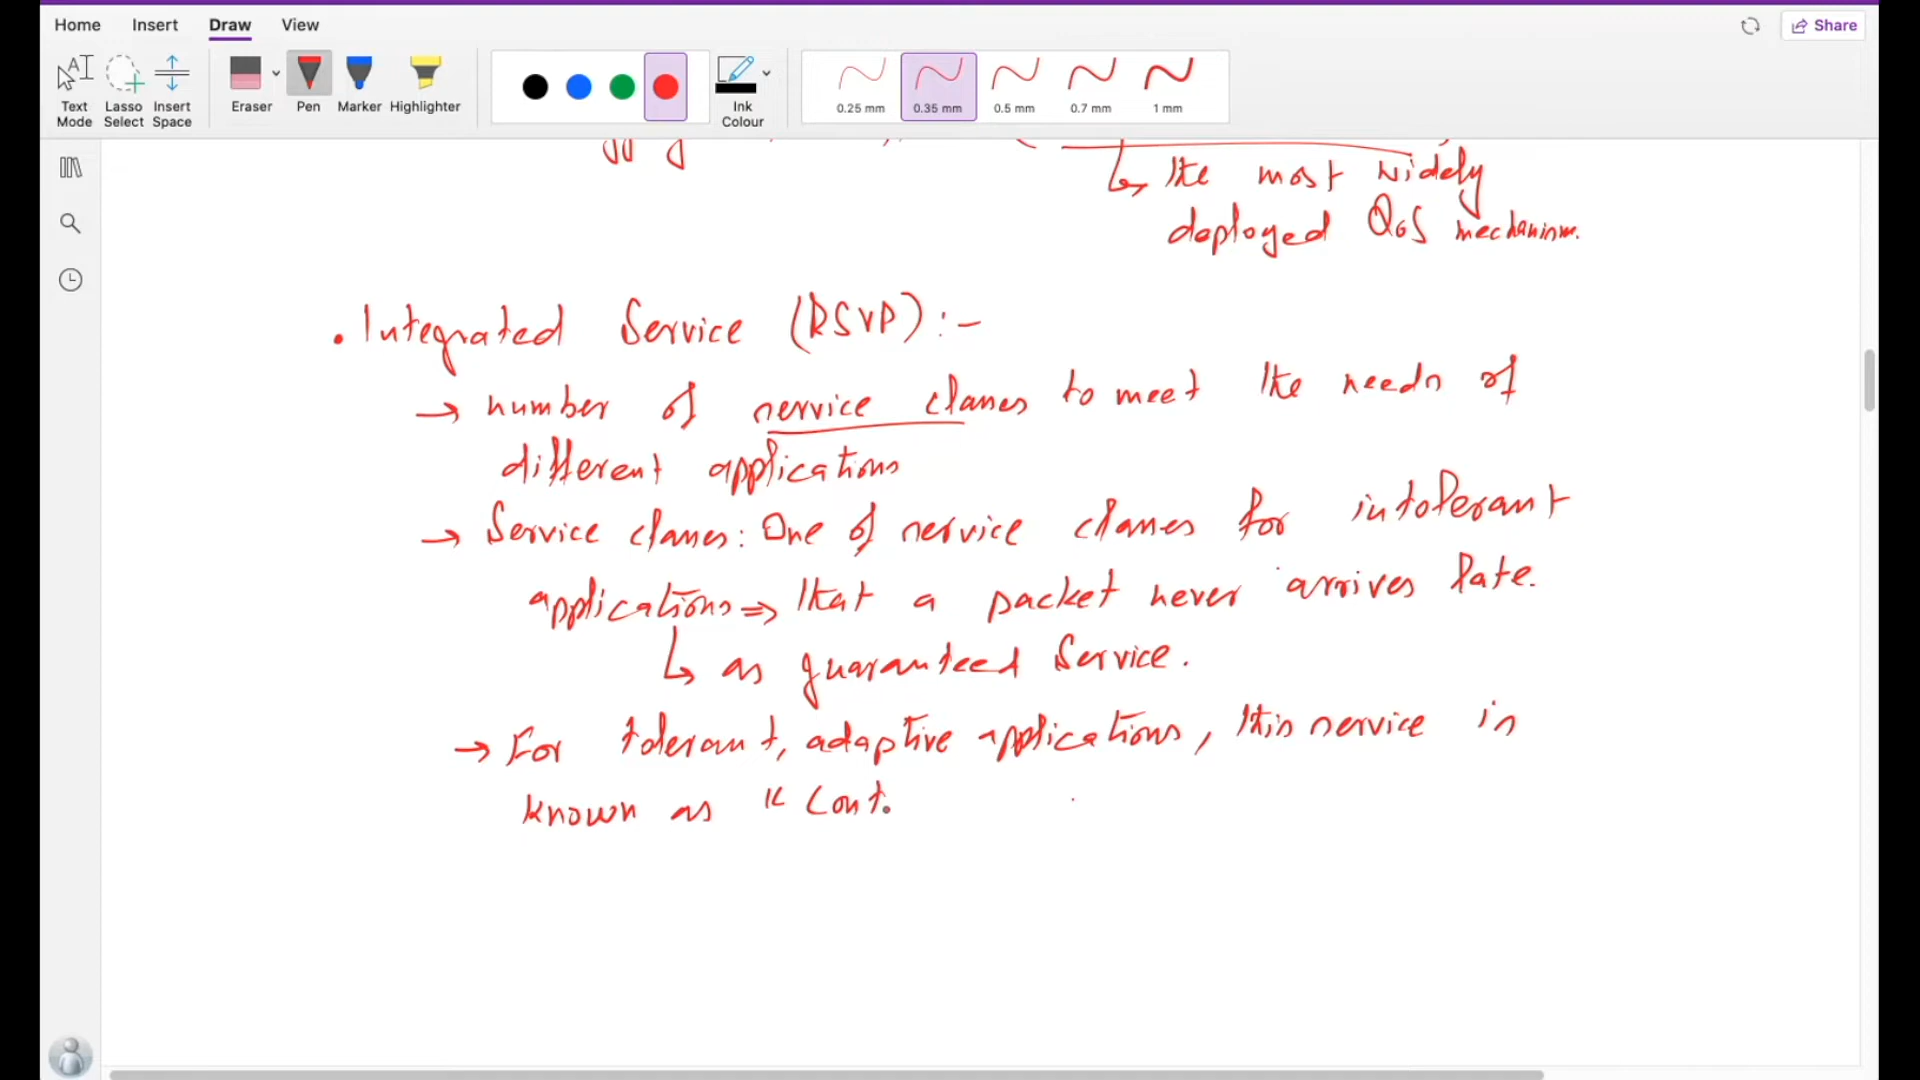 Home Insert Draw View Share
Text Mode Lasso Select Insert Space Eraser Pen Marker Highlighter Ink Colour 0.25 mm 0.35 mm 0.5 mm 0.7 mm 1 mm
↳ the most widely
deployed QoS mechanism.
• Integrated Service (RSVP) :-
→ number of service classes to meet the needs of
different applications
→ Service classes: One of service classes for intolerant
applications ⇒ that a packet never arrives late.
↳ as guaranteed Service.
→ For tolerant, adaptive applications, this service is
known as " Cont.